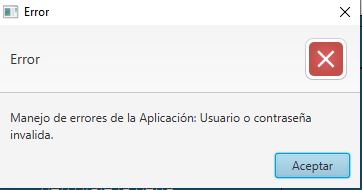 Error
Error
Manejo de errores de la Aplicación: Usuario o contraseña
invalida.
Aceptar